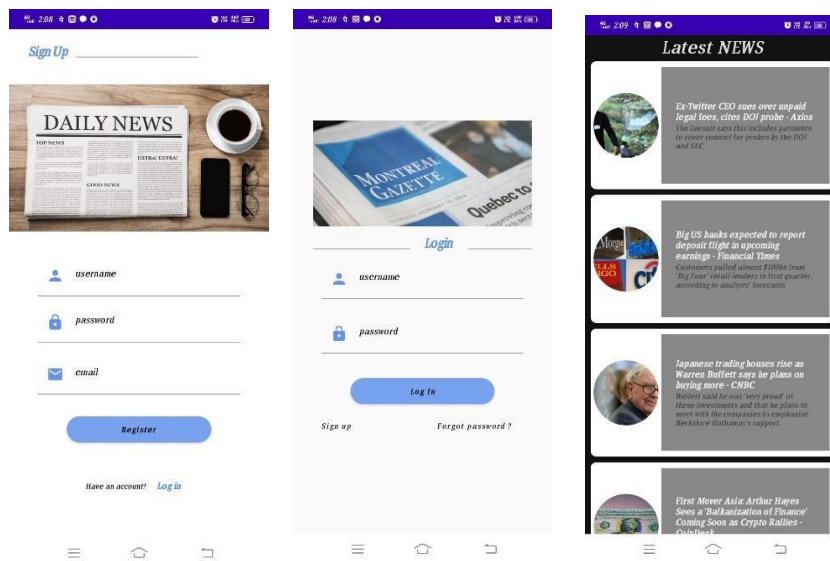 2:08
Sign Up
DAILY NEWS
TOP NEWS
EXTRA! EXTRA!
GOOD NEWS
username
password
email
Register
Have an account? Log in
2:08
MONTREAL
GAZETTE
Quebec to
improving
Login
username
password
Log in
Sign up
Forgot password ?
2:09
Latest NEWS
Ex-Twitter CEO sues over unpaid
legal fees, cites DOJ probe - Axios
The lawsuit says this includes payments
to cover counsel for probes by the DOJ
and SEC.
Big US banks expected to report
deposit flight in upcoming
earnings - Financial Times
Customers pulled almost $100bn from
'Big Four' retail lenders in first quarter,
according to analysts' forecasts
Japanese trading houses rise as
Warren Buffett says he plans on
buying more - CNBC
Buffett said he was 'very proud' of
these investments and that he plans to
meet with the companies to emphasize
Berkshire Hathaway's support.
First Mover Asia: Arthur Hayes
Sees a 'Balkanization of Finance'
Coming Soon as Crypto Rallies -
CoinDesk